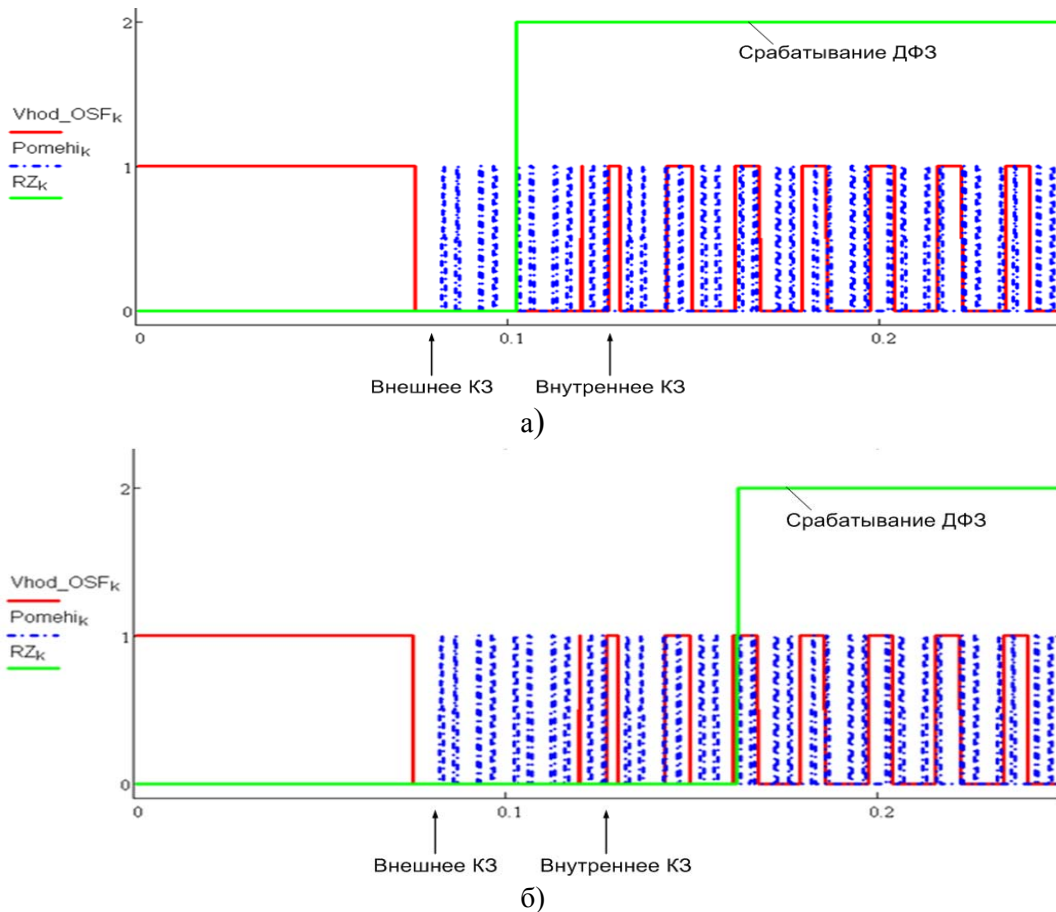 2
Срабатывание ДФЗ
Vhod_OSFk
Pomehik
RZk
1
0
0
0.1
0.2
Внешнее КЗ
Внутреннее КЗ
а)
2
Срабатывание ДФЗ
Vhod_OSFk
Pomehik
RZk
1
0
0
0.1
0.2
Внешнее КЗ
Внутреннее КЗ
б)